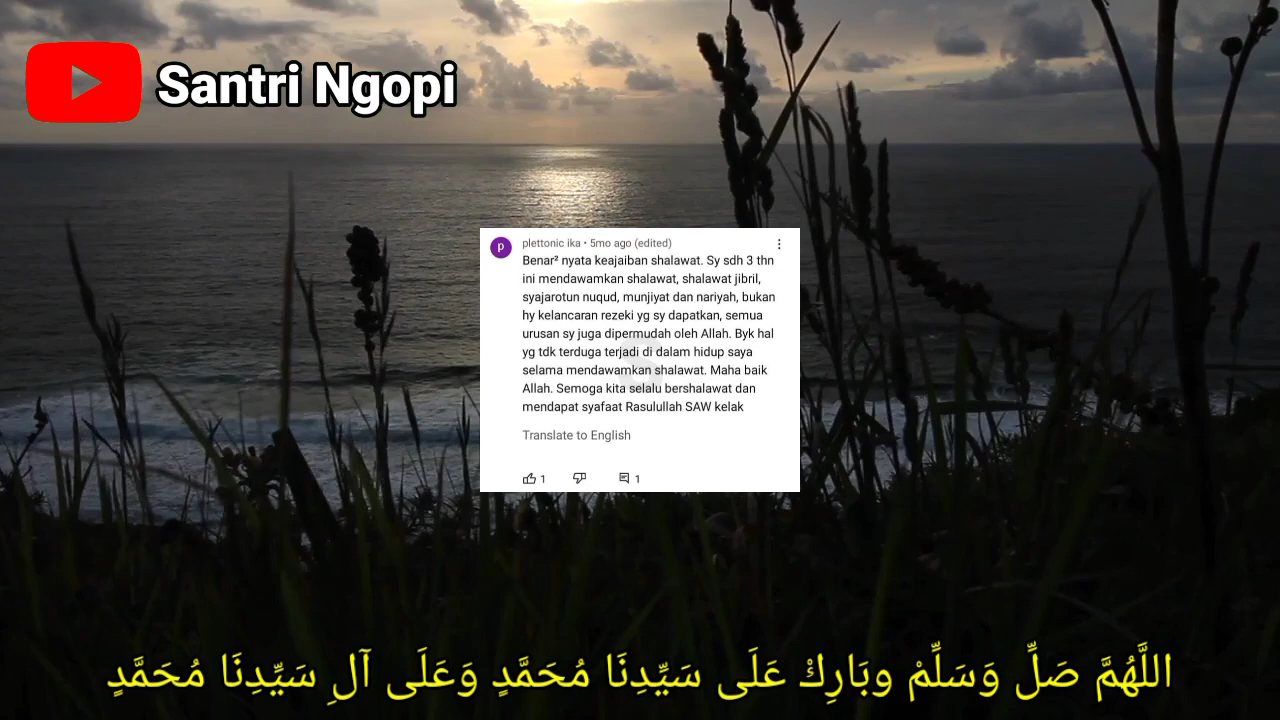 Santri Ngopi
p
plettonic ika • 5mo ago (edited)
Benar² nyata keajaiban shalawat. Sy sdh 3 thn
ini mendawamkan shalawat, shalawat jibril,
syajarotun nuqud, munjiyat dan nariyah, bukan
hy kelancaran rezeki yg sy dapatkan, semua
urusan sy juga dipermudah oleh Allah. Byk hal
yg tdk terduga terjadi di dalam hidup saya
selama mendawamkan shalawat. Maha baik
Allah. Semoga kita selalu bershalawat dan
mendapat syafaat Rasulullah SAW kelak
Translate to English
1 1
اللَّهُمَّ صَلِّ وَسَلِّمْ وبَارِكْ عَلَى سَيِّدِنَا مُحَمَّدٍ وَعَلَى آلِ سَيِّدِنَا مُحَمَّدٍ